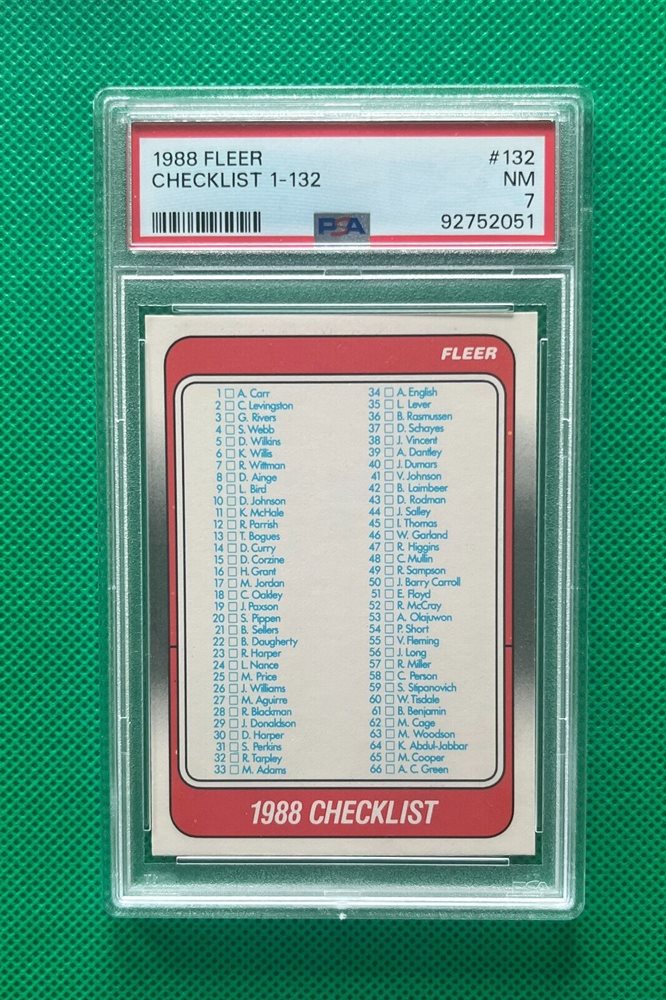 1988 FLEER #132
CHECKLIST 1-132 NM
7
PSA 92752051
FLEER
1 A. Carr
2 C. Levingston
3 G. Rivers
4 S. Webb
5 D. Wilkins
6 K. Willis
7 R. Wittman
8 D. Ainge
9 L. Bird
10 D. Johnson
11 K. McHale
12 R. Parrish
13 T. Bogues
14 D. Curry
15 D. Corzine
16 H. Grant
17 M. Jordan
18 C. Oakley
19 J. Paxson
20 S. Pippen
21 B. Sellers
22 B. Daugherty
23 R. Harper
24 L. Nance
25 M. Price
26 J. Williams
27 M. Aguirre
28 R. Blackman
29 J. Donaldson
30 D. Harper
31 S. Perkins
32 R. Tarpley
33 M. Adams
34 A. English
35 L. Lever
36 B. Rasmussen
37 D. Schayes
38 J. Vincent
39 A. Dantley
40 J. Dumars
41 V. Johnson
42 B. Laimbeer
43 D. Rodman
44 J. Salley
45 I. Thomas
46 W. Garland
47 R. Higgins
48 C. Mullin
49 R. Sampson
50 J. Barry Carroll
51 E. Floyd
52 R. McCray
53 A. Olajuwon
54 P. Short
55 V. Fleming
56 J. Long
57 R. Miller
58 C. Person
59 S. Stipanovich
60 W. Tisdale
61 B. Benjamin
62 M. Cage
63 M. Woodson
64 K. Abdul-Jabbar
65 M. Cooper
66 A. C. Green
1988 CHECKLIST